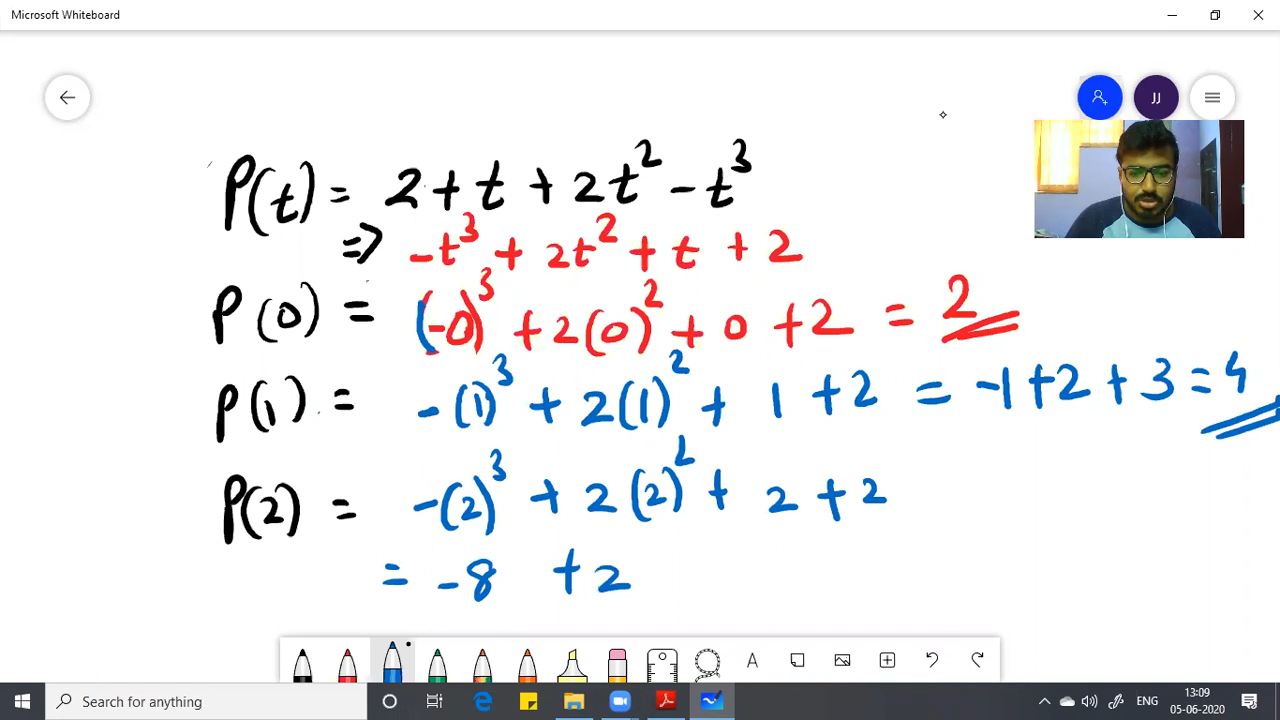 Microsoft Whiteboard
JJ
P(t) = 2 + t + 2t² - t³
=> -t³ + 2t² + t + 2
P(0) = (-0)³ + 2(0)² + 0 + 2 = 2
P(1) = -(1)³ + 2(1)² + 1 + 2 = -1 + 2 + 3 = 4
P(2) = -(2)³ + 2(2)² + 2 + 2
= -8 + 2
A
Search for anything
ENG
13:09
05-06-2020